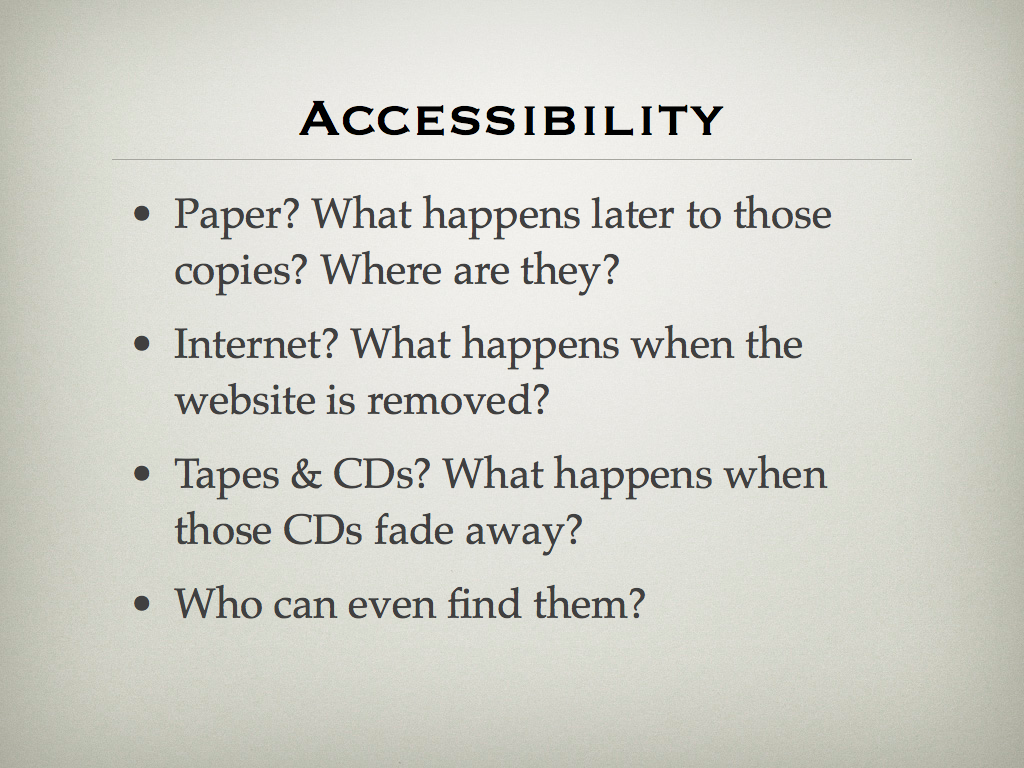 ACCESSIBILITY
• Paper? What happens later to those
copies? Where are they?
• Internet? What happens when the
website is removed?
• Tapes & CDs? What happens when
those CDs fade away?
• Who can even find them?